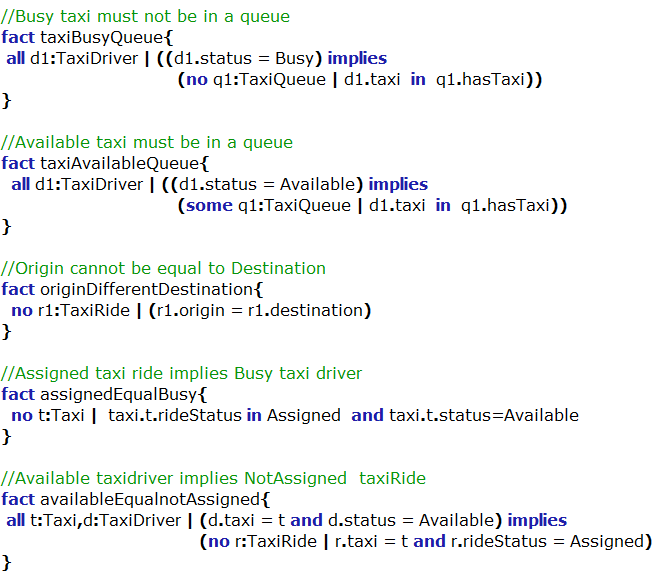 //Busy taxi must not be in a queue
fact taxiBusyQueue{
all d1:TaxiDriver | ((d1.status = Busy) implies
(no q1:TaxiQueue | d1.taxi in q1.hasTaxi))
}
//Available taxi must be in a queue
fact taxiAvailableQueue{
all d1:TaxiDriver | ((d1.status = Available) implies
(some q1:TaxiQueue | d1.taxi in q1.hasTaxi))
}
//Origin cannot be equal to Destination
fact originDifferentDestination{
no r1:TaxiRide | (r1.origin = r1.destination)
}
//Assigned taxi ride implies Busy taxi driver
fact assignedEqualBusy{
no t:Taxi | taxi.t.rideStatus in Assigned and taxi.t.status=Available
}
//Available taxidriver implies NotAssigned taxiRide
fact availableEqualnotAssigned{
all t:Taxi,d:TaxiDriver | (d.taxi = t and d.status = Available) implies
(no r:TaxiRide | r.taxi = t and r.rideStatus = Assigned)
}